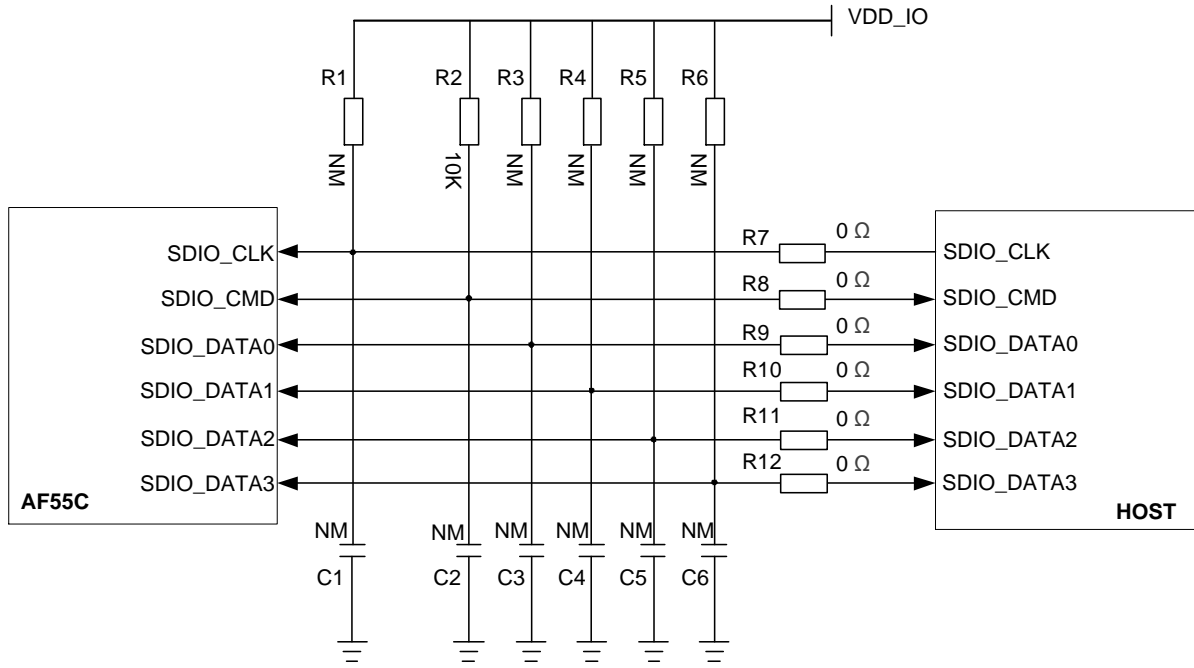 VDD_IO
R1 R2 R3 R4 R5 R6
NM 10K NM NM NM NM
R7 0 Ω
SDIO_CLK SDIO_CLK
R8 0 Ω
SDIO_CMD SDIO_CMD
R9 0 Ω
SDIO_DATA0 SDIO_DATA0
R10 0 Ω
SDIO_DATA1 SDIO_DATA1
R11 0 Ω
SDIO_DATA2 SDIO_DATA2
R12 0 Ω
SDIO_DATA3 SDIO_DATA3
AF55C HOST
NM NM NM NM NM NM
C1 C2 C3 C4 C5 C6